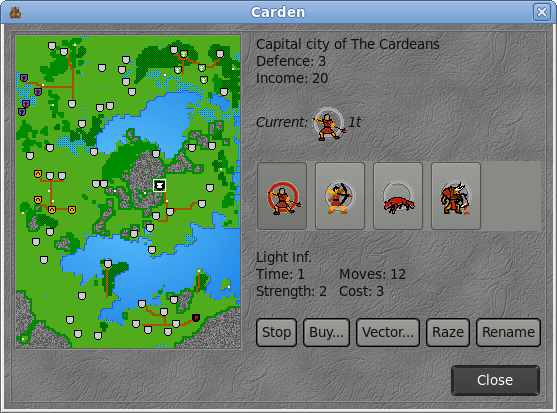 Carden
Capital city of The Cardeans
Defence: 3
Income: 20
Current: 1t
Light Inf.
Time: 1 Moves: 12
Strength: 2 Cost: 3
Stop Buy... Vector... Raze Rename
Close